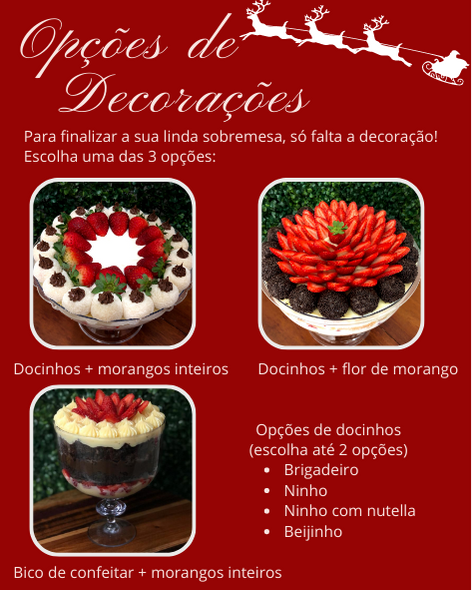 Opções de
Decorações
Para finalizar a sua linda sobremesa, só falta a decoração!
Escolha uma das 3 opções:
Docinhos + morangos inteiros
Docinhos + flor de morango
Opções de docinhos
(escolha até 2 opções)
• Brigadeiro
• Ninho
• Ninho com nutella
• Beijinho
Bico de confeitar + morangos inteiros